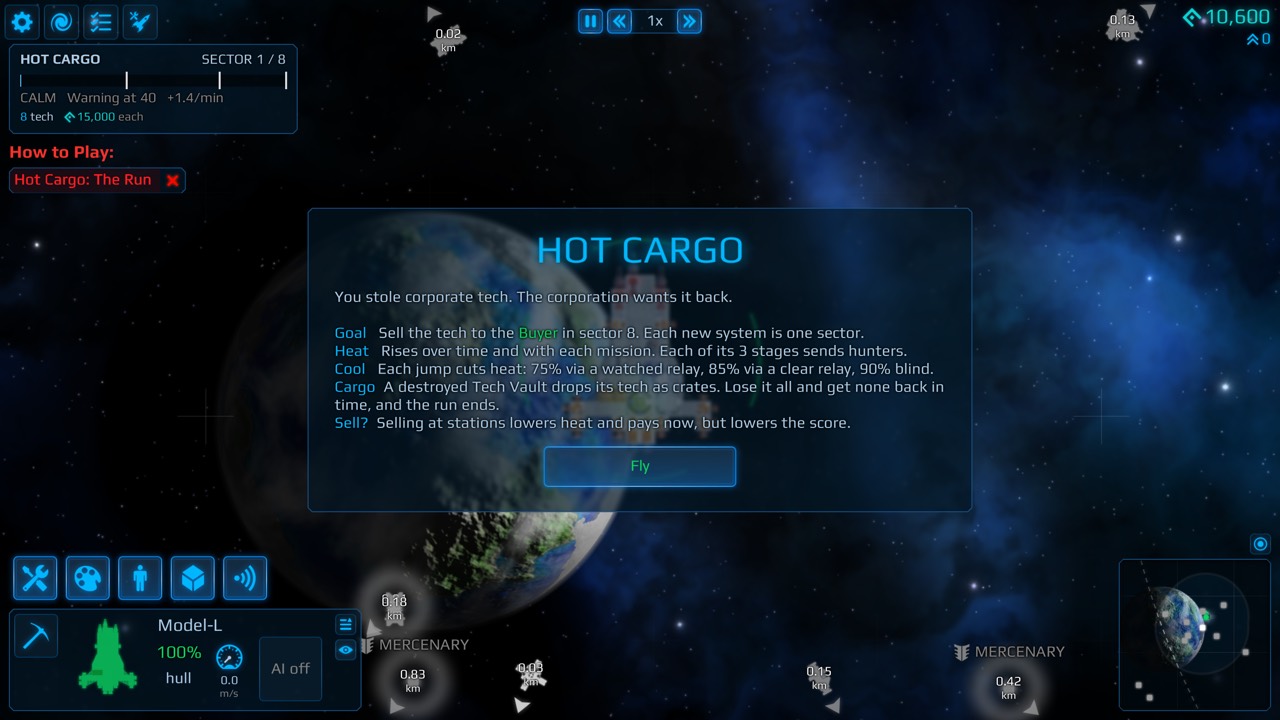 1x
10,600
0
0.02
km
0.13
km
HOT CARGO SECTOR 1 / 8
CALM Warning at 40 +1.4/min
8 tech 15,000 each
How to Play:
Hot Cargo: The Run
HOT CARGO
You stole corporate tech. The corporation wants it back.
Goal Sell the tech to the Buyer in sector 8. Each new system is one sector.
Heat Rises over time and with each mission. Each of its 3 stages sends hunters.
Cool Each jump cuts heat: 75% via a watched relay, 85% via a clear relay, 90% blind.
Cargo A destroyed Tech Vault drops its tech as crates. Lose it all and get none back in
time, and the run ends.
Sell? Selling at stations lowers heat and pays now, but lowers the score.
Fly
0.18
km
MERCENARY
0.83
km
0.03
km
0.15
km
MERCENARY
0.42
km
Model-L
100%
hull
0.0
m/s
AI off